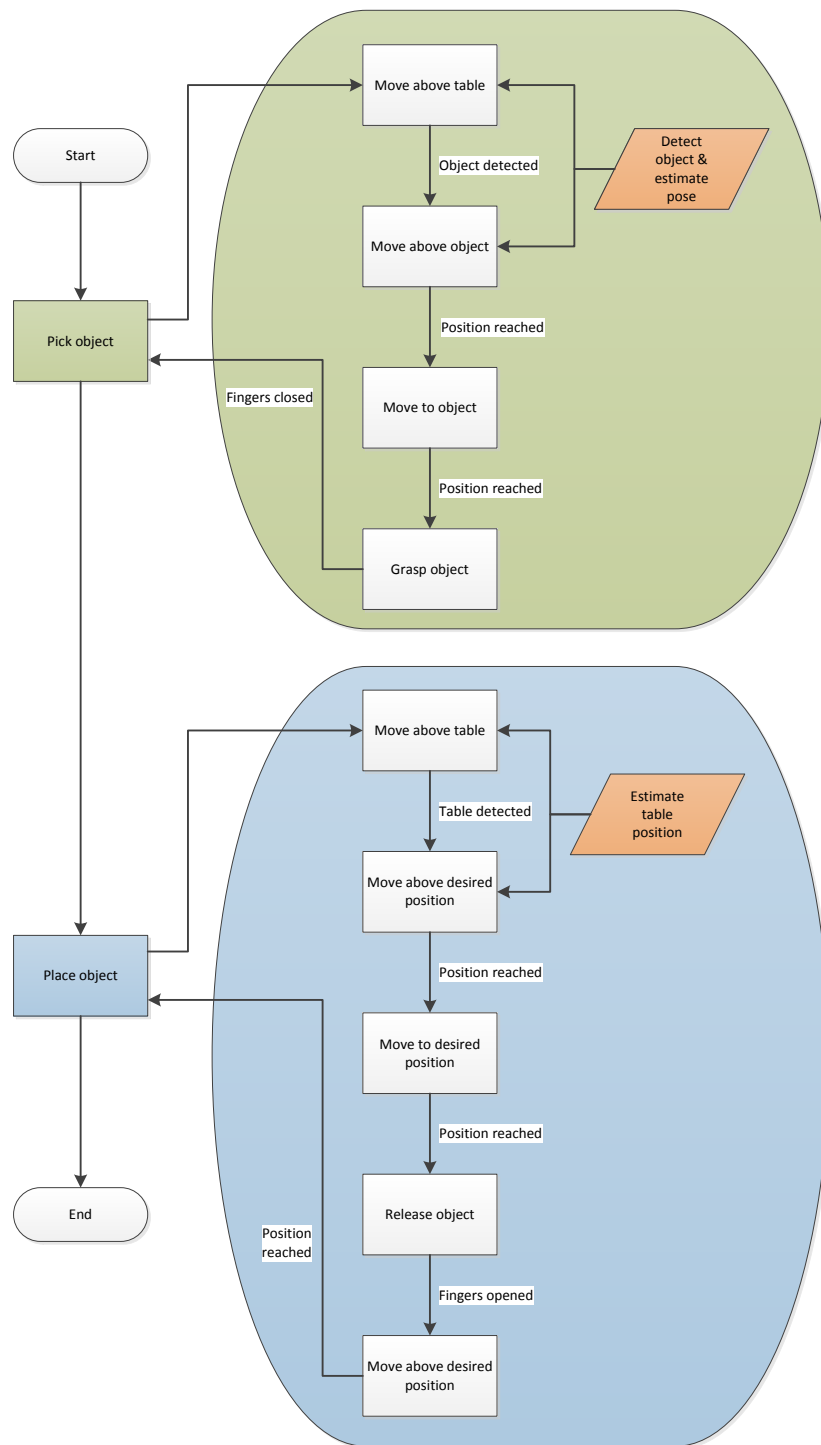 Move above table
Start
Detect
object &
estimate
pose
Object detected
Move above object
Position reached
Pick object
Fingers closed
Move to object
Position reached
Grasp object
Move above table
Table detected
Estimate
table
position
Move above desired
position
Place object
Position reached
Move to desired
position
Position reached
End
Release object
Position
reached
Fingers opened
Move above desired
position